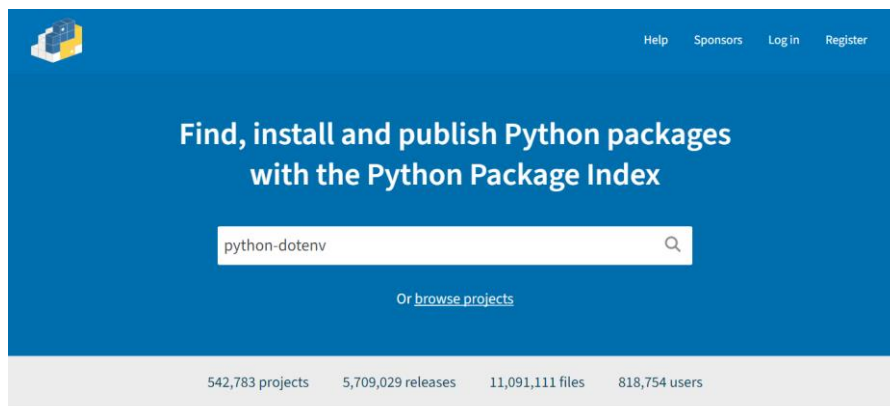 Help Sponsors Log in Register
Find, install and publish Python packages
with the Python Package Index
python-dotenv
Or browse projects
542,783 projects 5,709,029 releases 11,091,111 files 818,754 users